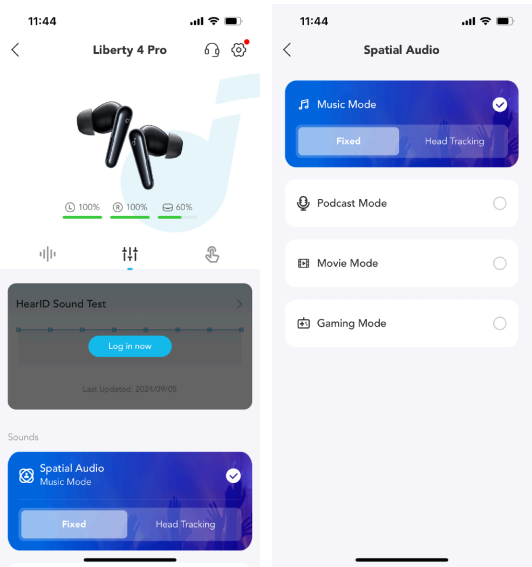 11:44
Liberty 4 Pro
L 100%
R 100%
60%
HearID Sound Test
Log in now
Last Updated: 2024/09/05
Sounds
Spatial Audio
Music Mode
Fixed
Head Tracking
11:44
Spatial Audio
Music Mode
Fixed
Head Tracking
Podcast Mode
Movie Mode
Gaming Mode